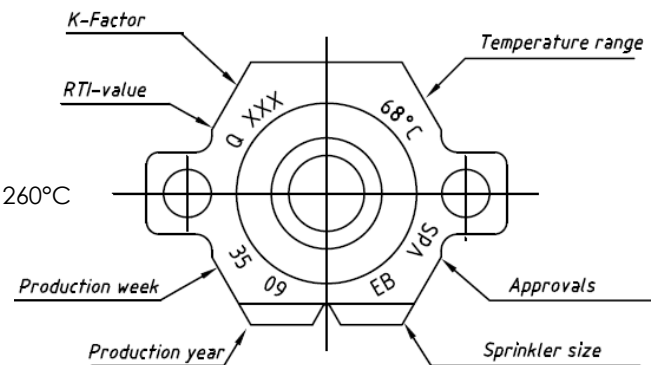 K-Factor
Temperature range
RTI-value
Q XXX
68°C
260°C
35
09
EB
VdS
Production week
Approvals
Production year
Sprinkler size